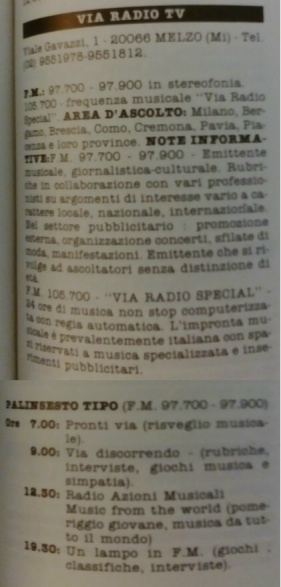 VIA RADIO TV
Viale Gavazzi, 1 - 20066 MELZO (Mi) - Tel.
(02) 9551978-9551812.
F.M.: 97.700 - 97.900 in stereofonia.
105.700 - frequenza musicale "Via Radio
Special" AREA D'ASCOLTO: Milano, Ber-
gamo, Brescia, Como, Cremona, Pavia, Pia-
cenza e loro province. NOTE INFORMA-
TIVE: F.M. 97.700 - 97.900 - Emittente
musicale, giornalistica-culturale. Rubri-
che in collaborazione con vari professio-
nisti su argomenti di interesse vario a ca-
rattere locale, nazionale, internazionale.
Nel settore pubblicitario : promozione
esterna, organizzazione concerti, sfilate di
moda, manifestazioni. Emittente che si ri-
volge ad ascoltatori senza distinzione di
età.
F.M. 105.700 - "VIA RADIO SPECIAL" -
24 ore di musica non stop computerizza-
ta con regia automatica. L'impronta mu-
sicale è prevalentemente italiana con spa-
zi riservati a musica specializzata e inse-
rimenti pubblicitari.
PALINSESTO TIPO (F.M. 97.700 - 97.900)
Ore 7.00: Pronti via (risveglio musica-
le).
9.00: Via discorrendo - (rubriche,
interviste, giochi musica e
simpatia).
12.30: Radio Azioni Musicali
Music from the world (pome-
riggio giovane, musica da tut-
to il mondo)
19.30: Un lampo in F.M. (giochi ,
classifiche, interviste).